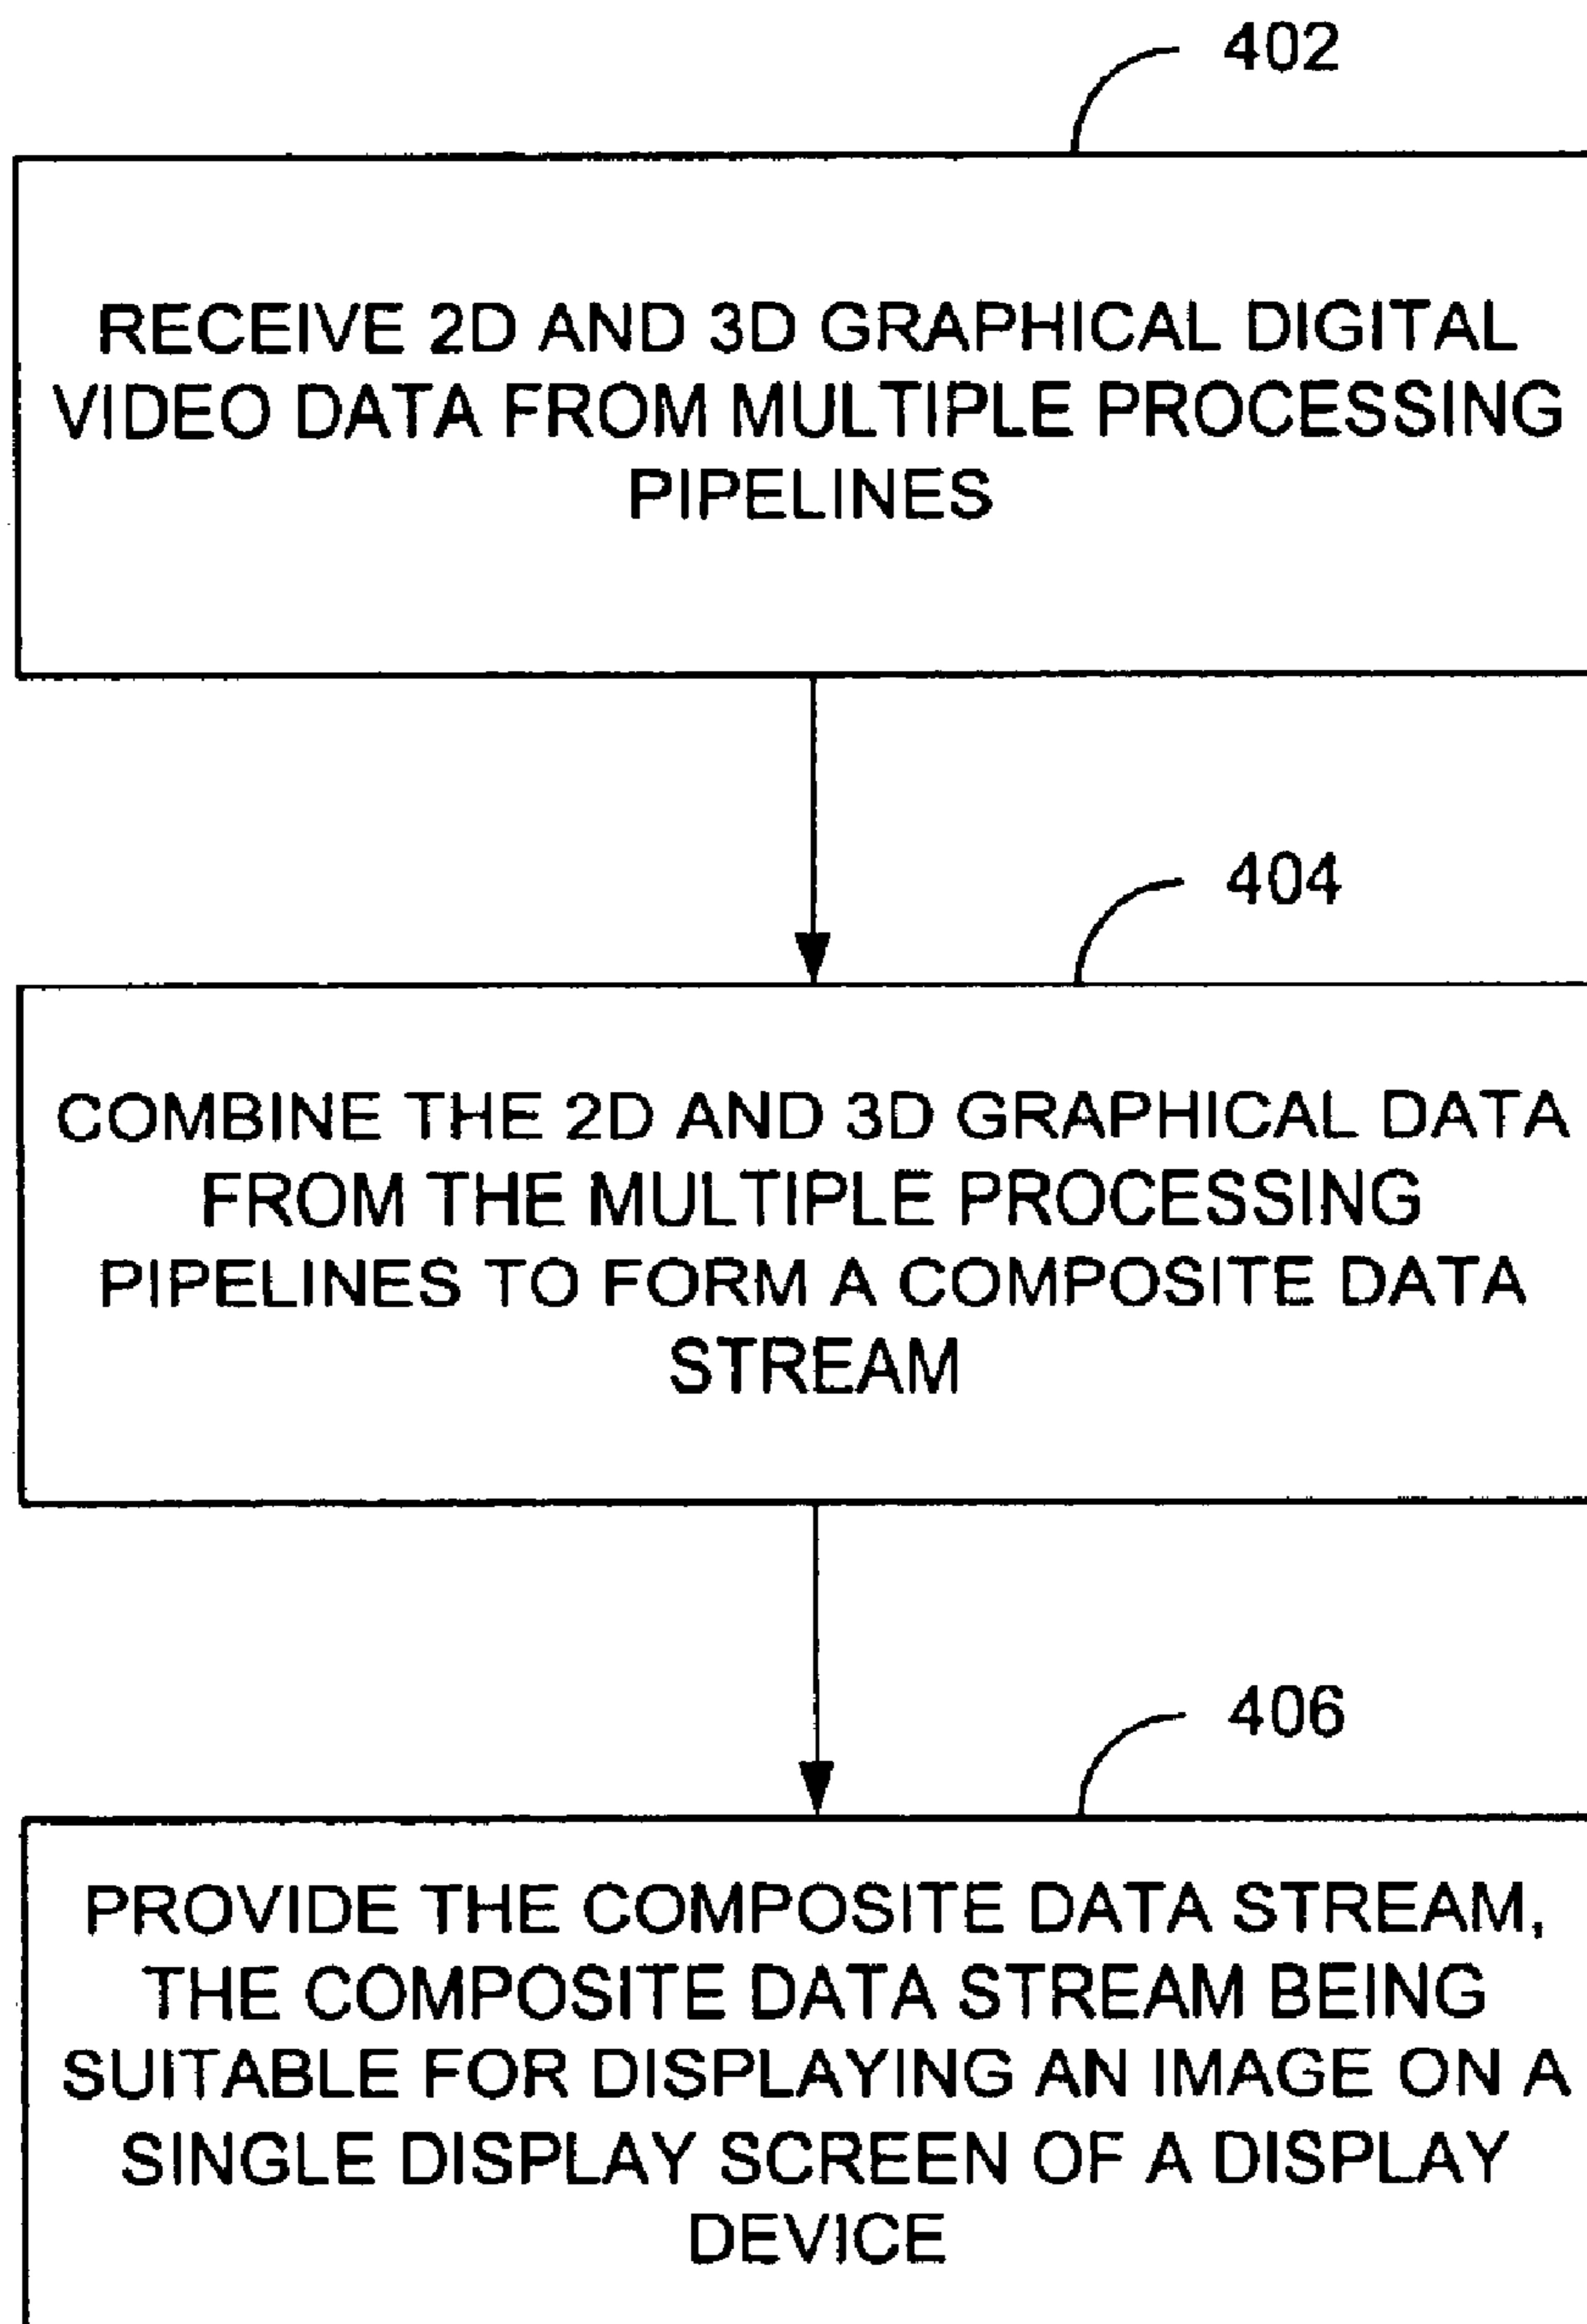 402
RECEIVE 2D AND 3D GRAPHICAL DIGITAL
VIDEO DATA FROM MULTIPLE PROCESSING
PIPELINES
404
COMBINE THE 2D AND 3D GRAPHICAL DATA
FROM THE MULTIPLE PROCESSING
PIPELINES TO FORM A COMPOSITE DATA
STREAM
406
PROVIDE THE COMPOSITE DATA STREAM,
THE COMPOSITE DATA STREAM BEING
SUITABLE FOR DISPLAYING AN IMAGE ON A
SINGLE DISPLAY SCREEN OF A DISPLAY
DEVICE